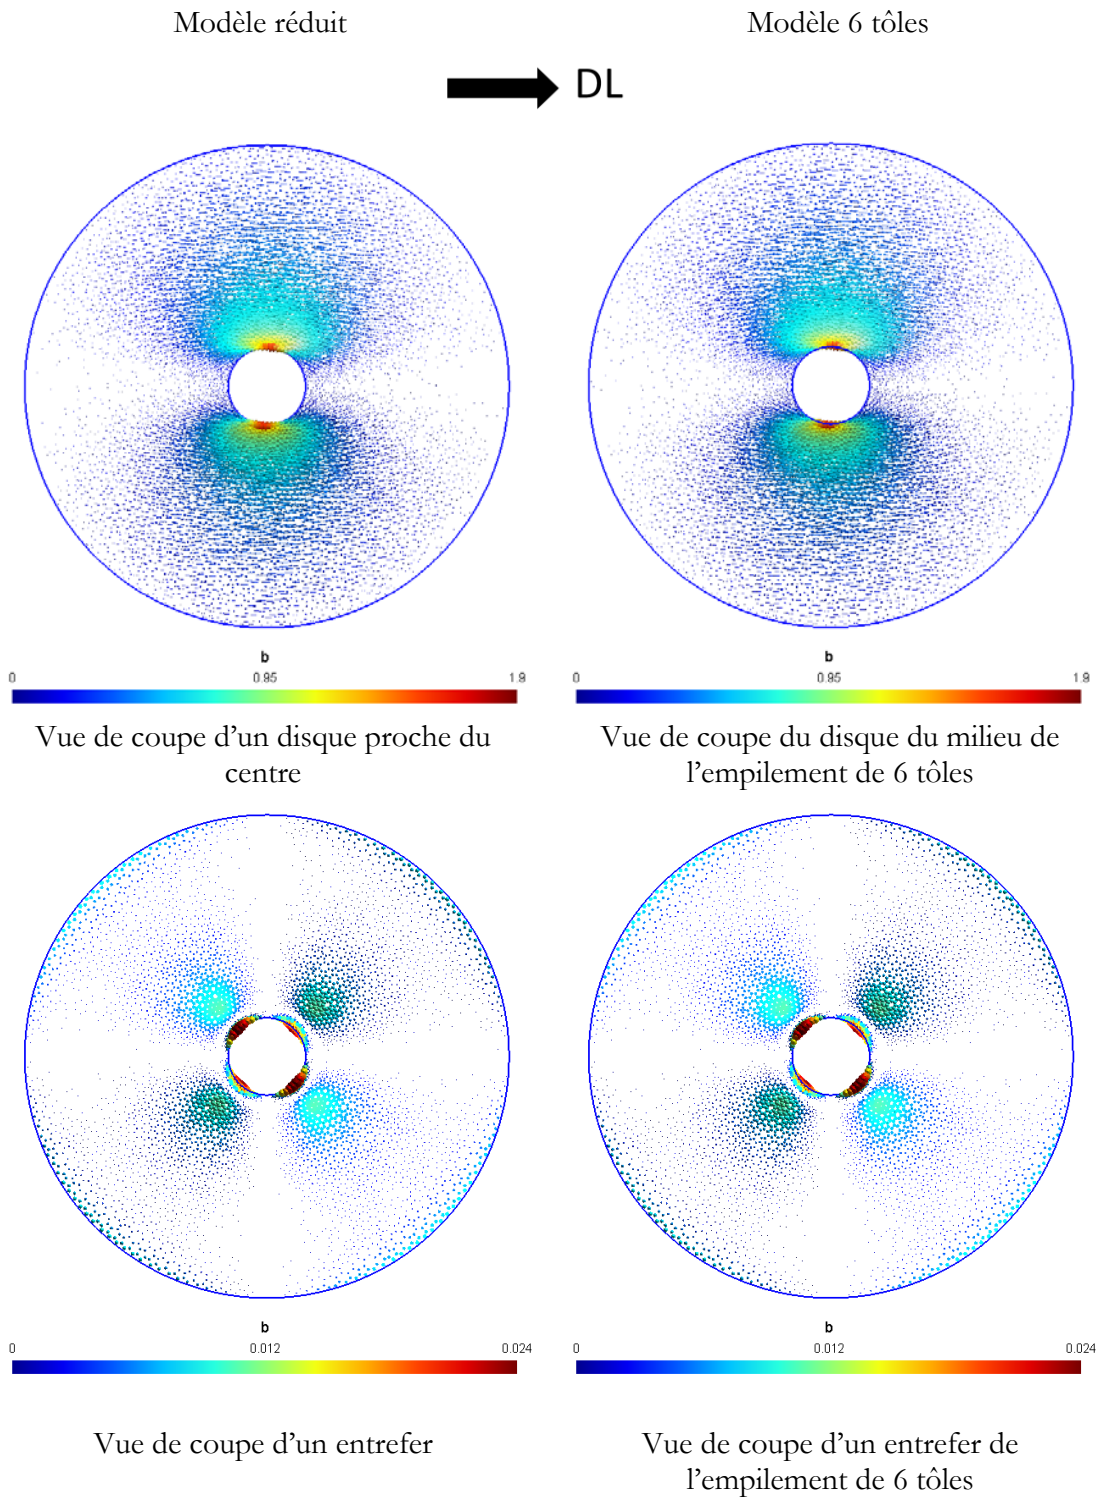 Modèle réduit
Modèle 6 tôles
DL
b
0 0.95 1.9
b
0 0.95 1.9
Vue de coupe d'un disque proche du
centre
Vue de coupe du disque du milieu de
l'empilement de 6 tôles
b
0 0.012 0.024
b
0 0.012 0.024
Vue de coupe d'un entrefer
Vue de coupe d'un entrefer de
l'empilement de 6 tôles